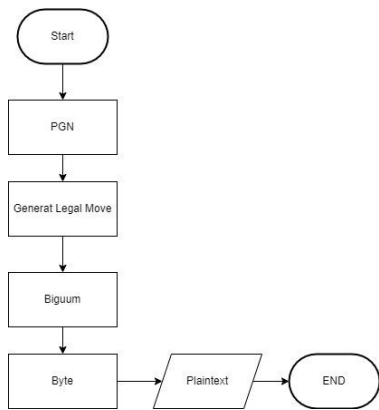 Start
PGN
Generat Legal Move
Biguum
Byte
Plaintext
END